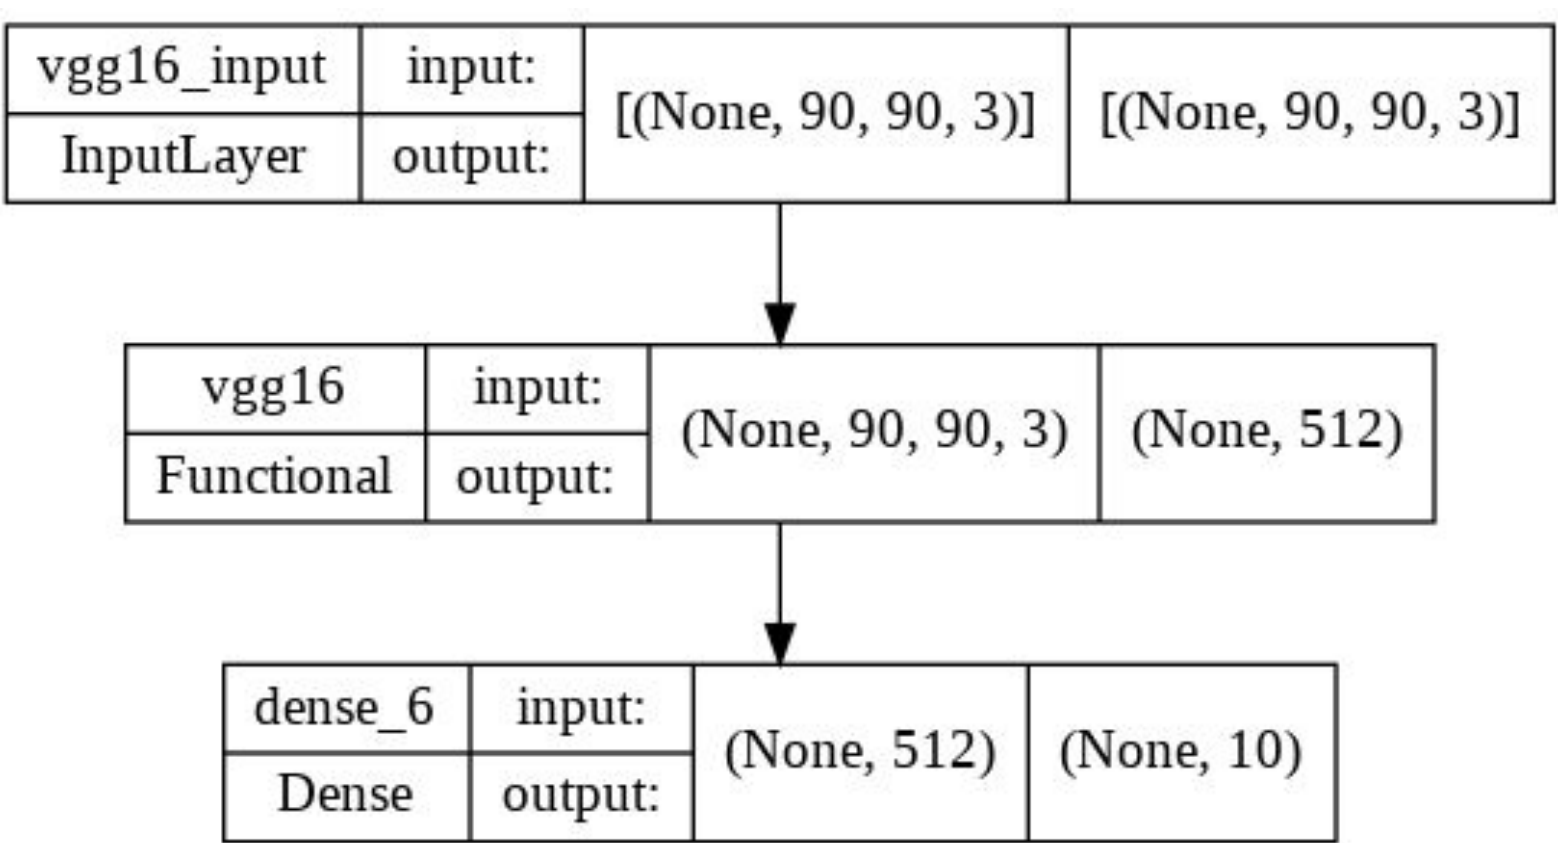 vgg16_input input: [(None, 90, 90, 3)] [(None, 90, 90, 3)]
InputLayer output:
vgg16 input: (None, 90, 90, 3) (None, 512)
Functional output:
dense_6 input: (None, 512) (None, 10)
Dense output: